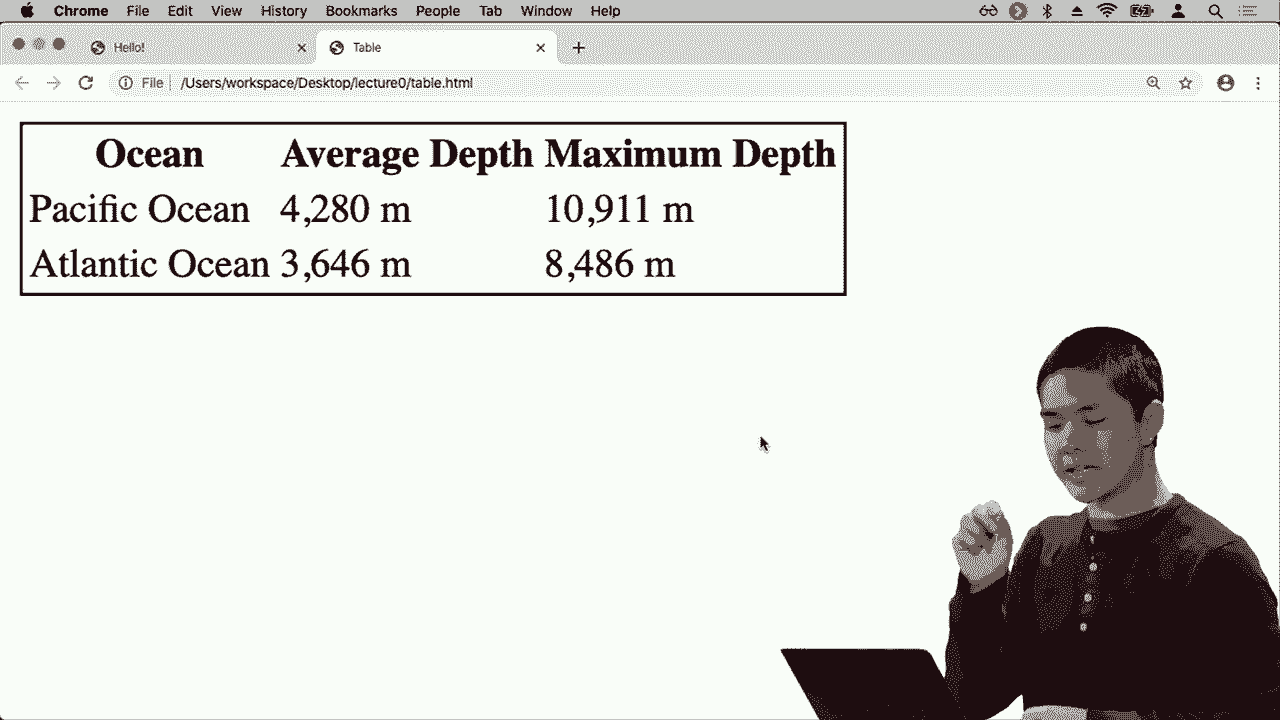 Chrome File Edit View History Bookmarks People Tab Window Help
Hello! Table
File /Users/workspace/Desktop/lecture0/table.html
Ocean Average Depth Maximum Depth
Pacific Ocean 4,280 m 10,911 m
Atlantic Ocean 3,646 m 8,486 m